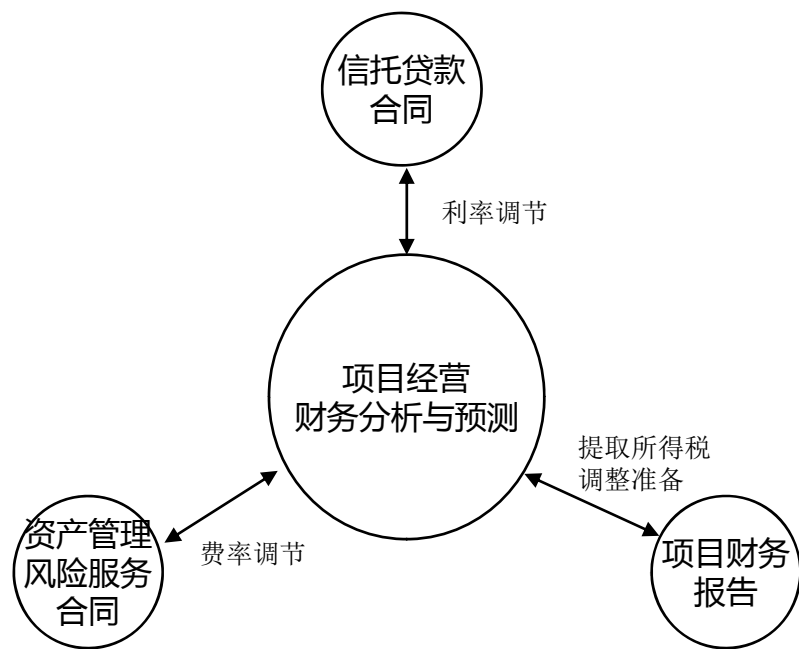 信托贷款
合同
利率调节
项目经营
财务分析与预测
提取所得税
调整准备
资产管理
风险服务
合同
费率调节
项目财务
报告